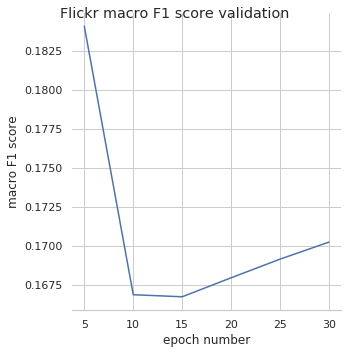 Flickr macro F1 score validation
0.1825
0.1800
0.1775
0.1750
0.1725
0.1700
0.1675
macro F1 score
5 10 15 20 25 30
epoch number